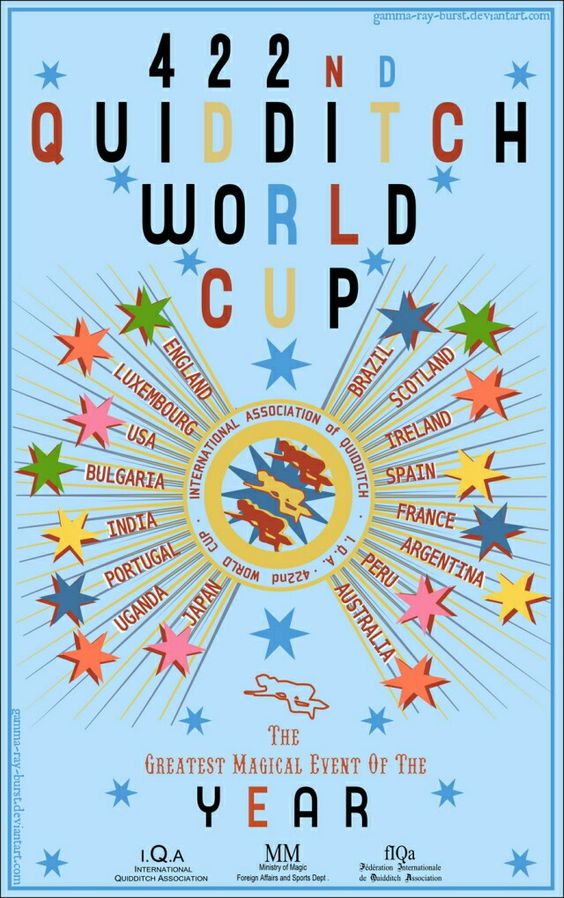 gamma-ray-burst.deviantart.com
422ND
QUIDDITCH
WORLD
CUP
ENGLAND
LUXEMBOURG
USA
BULGARIA
INDIA
PORTUGAL
UGANDA
JAPAN
BRAZIL
SCOTLAND
IRELAND
SPAIN
FRANCE
ARGENTINA
PERU
AUSTRALIA
INTERNATIONAL ASSOCIATION of QUIDDITCH
· I.Q.A. · 422nd WORLD CUP ·
THE
GREATEST MAGICAL EVENT OF THE
YEAR
I.Q.A
INTERNATIONAL
QUIDDITCH ASSOCIATION
MM
Ministry of Magic
Foreign Affairs and Sports Dept .
fIQa
Fédération Internationale
de Quidditch Association
gamma-ray-burst.deviantart.com